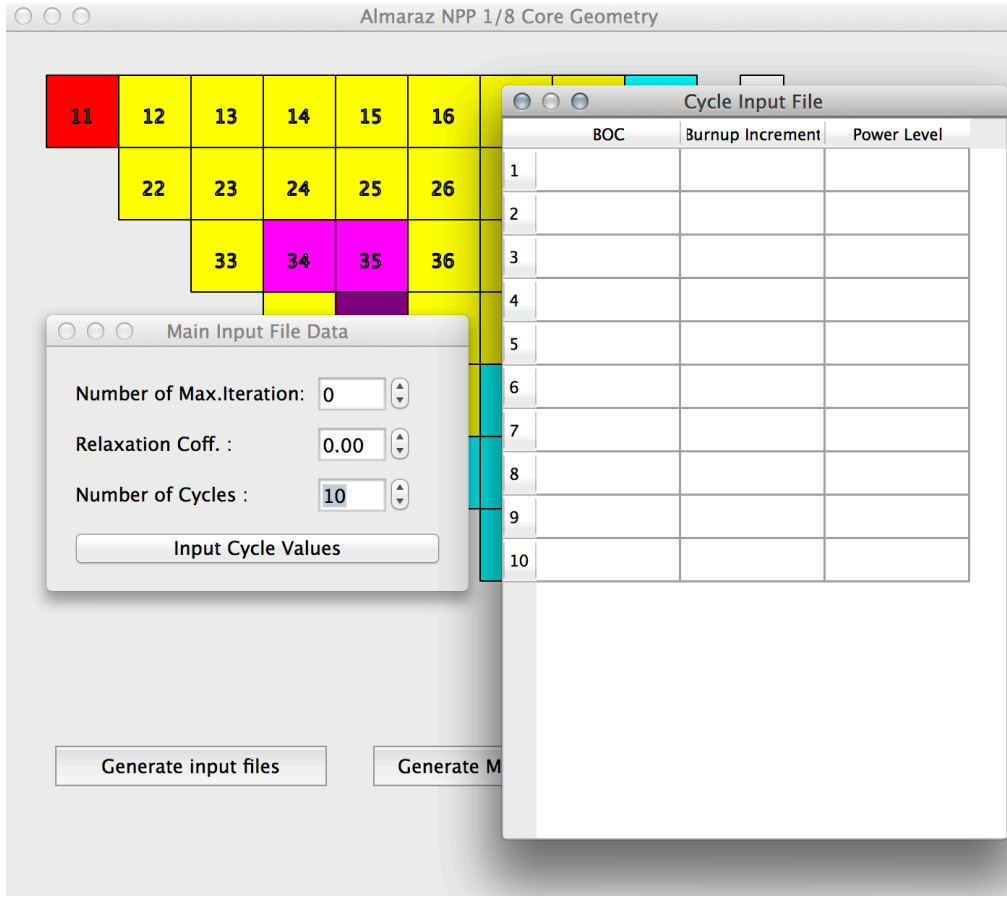 Almaraz NPP 1/8 Core Geometry
11 12 13 14 15 16
22 23 24 25 26
33 34 35 36
Main Input File Data
Number of Max.Iteration: 0
Relaxation Coff. : 0.00
Number of Cycles : 10
Input Cycle Values
Generate input files
Generate M
Cycle Input File
BOC Burnup Increment Power Level
1
2
3
4
5
6
7
8
9
10